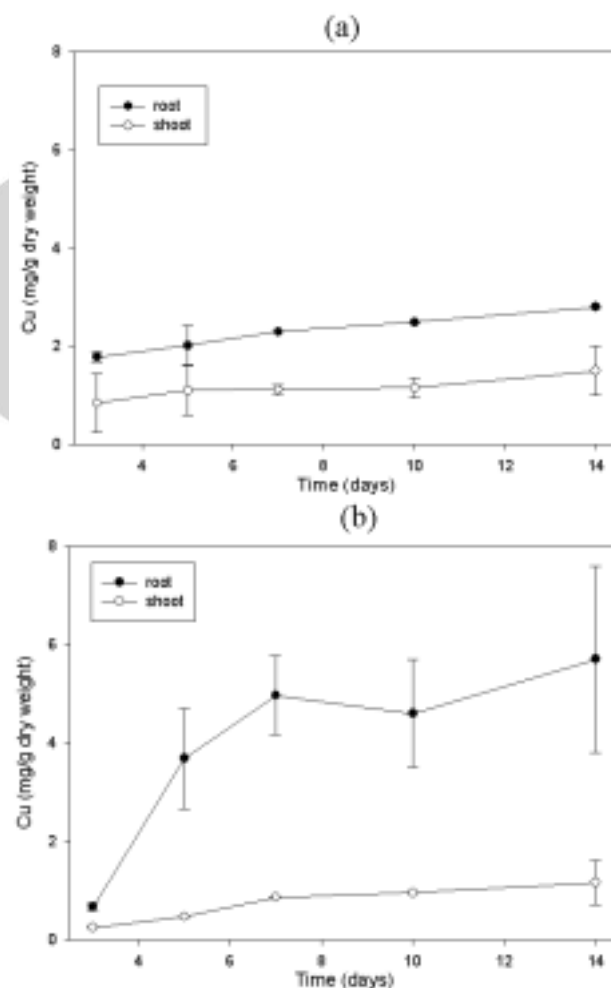 (a)
8
6
4
2
0
Cu (mg/g dry weight)
root
shoot
4 6 8 10 12 14
Time (days)
(b)
8
6
4
2
0
Cu (mg/g dry weight)
root
shoot
4 6 8 10 12 14
Time (days)